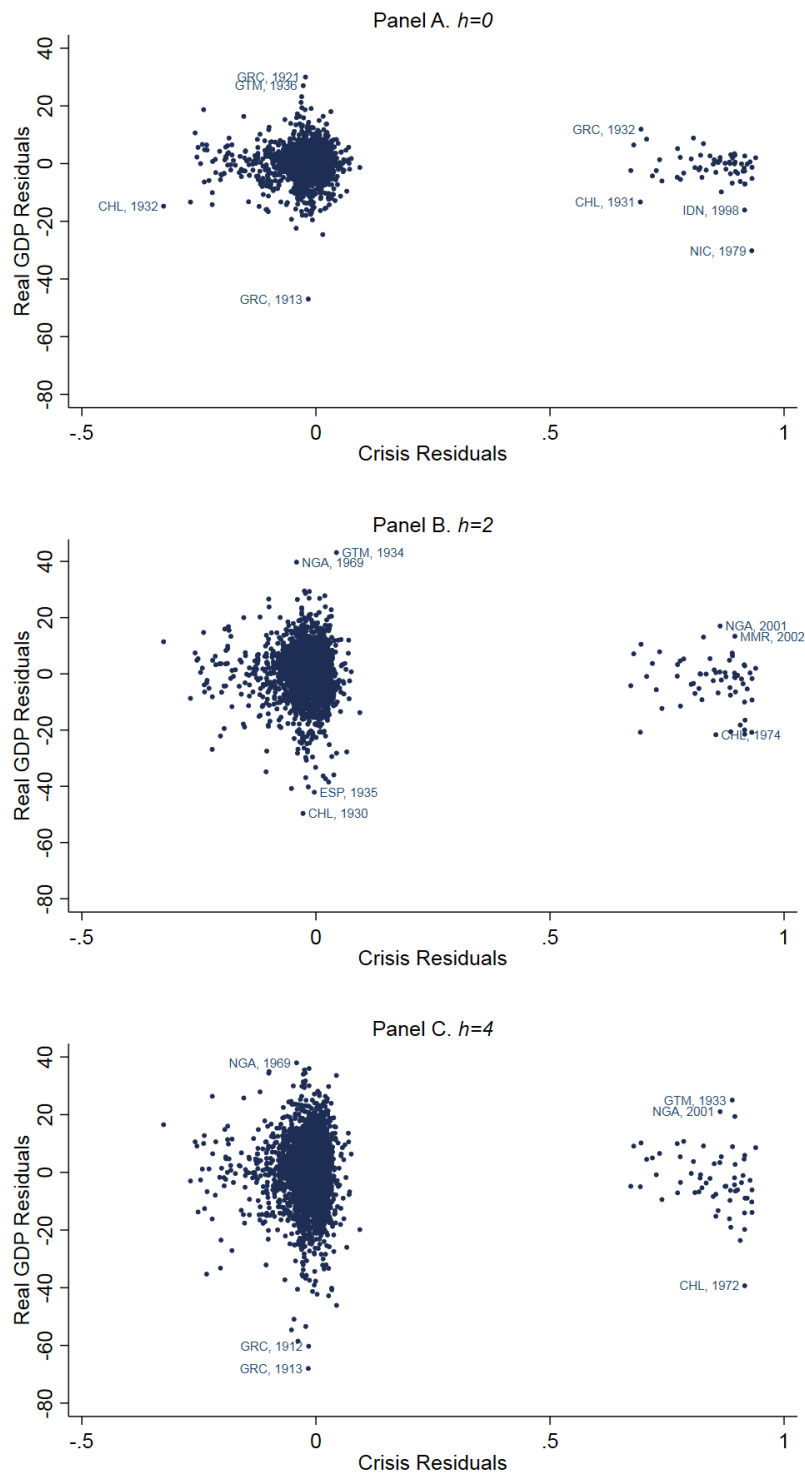 Panel A. h=0
Real GDP Residuals
40
20
0
-20
-40
-60
-80
GRC, 1921
GTM, 1936
GRC, 1932
CHL, 1932
CHL, 1931
IDN, 1998
NIC, 1979
GRC, 1913
-.5
0
.5
1
Crisis Residuals
Panel B. h=2
Real GDP Residuals
40
20
0
-20
-40
-60
-80
GTM, 1934
NGA, 1969
NGA, 2001
MMR, 2002
CHL, 1974
ESP, 1935
CHL, 1930
-.5
0
.5
1
Crisis Residuals
Panel C. h=4
Real GDP Residuals
40
20
0
-20
-40
-60
-80
NGA, 1969
GTM, 1933
NGA, 2001
CHL, 1972
GRC, 1912
GRC, 1913
-.5
0
.5
1
Crisis Residuals